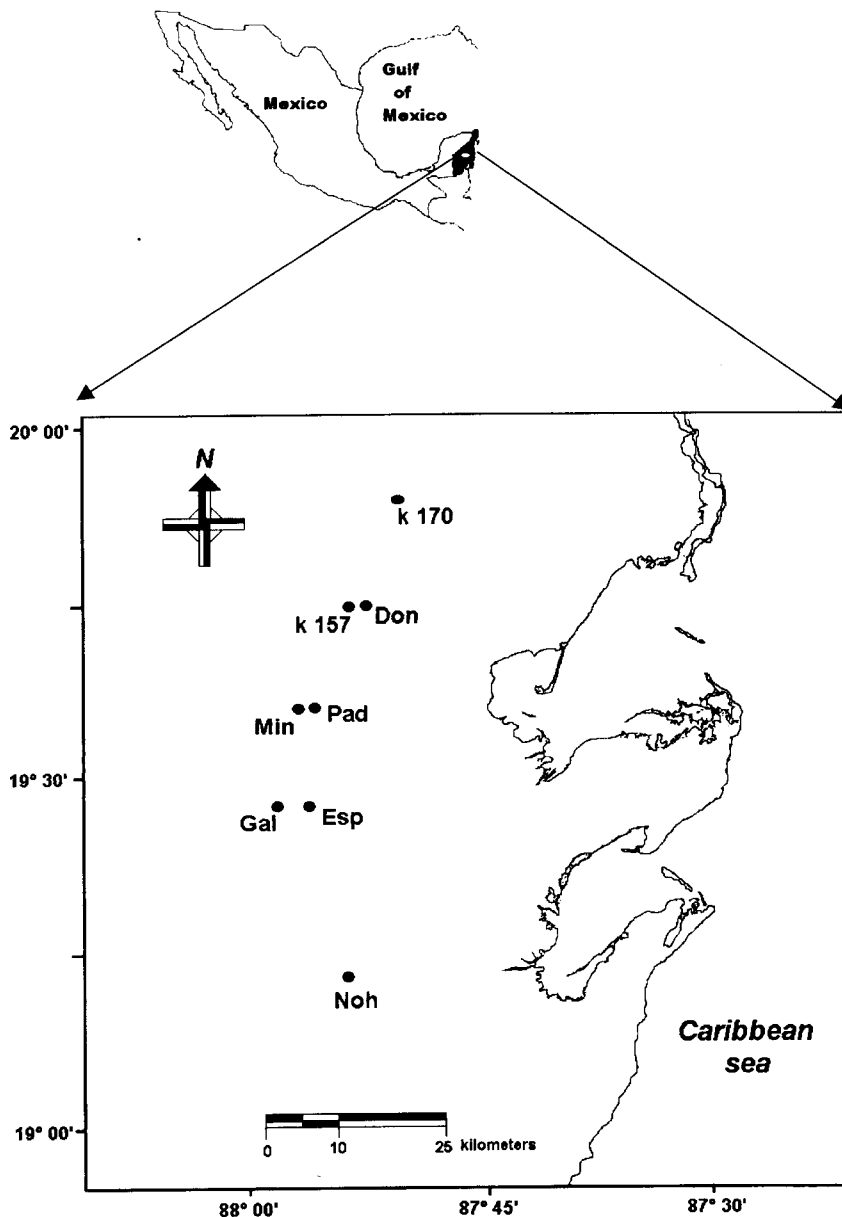 Gulf
of
Mexico
Mexico
20° 00'
N
k 170
k 157
Don
Min
Pad
19° 30'
Gal
Esp
Noh
Caribbean
sea
19° 00'
0
10
25
kilometers
88° 00'
87° 45'
87° 30'